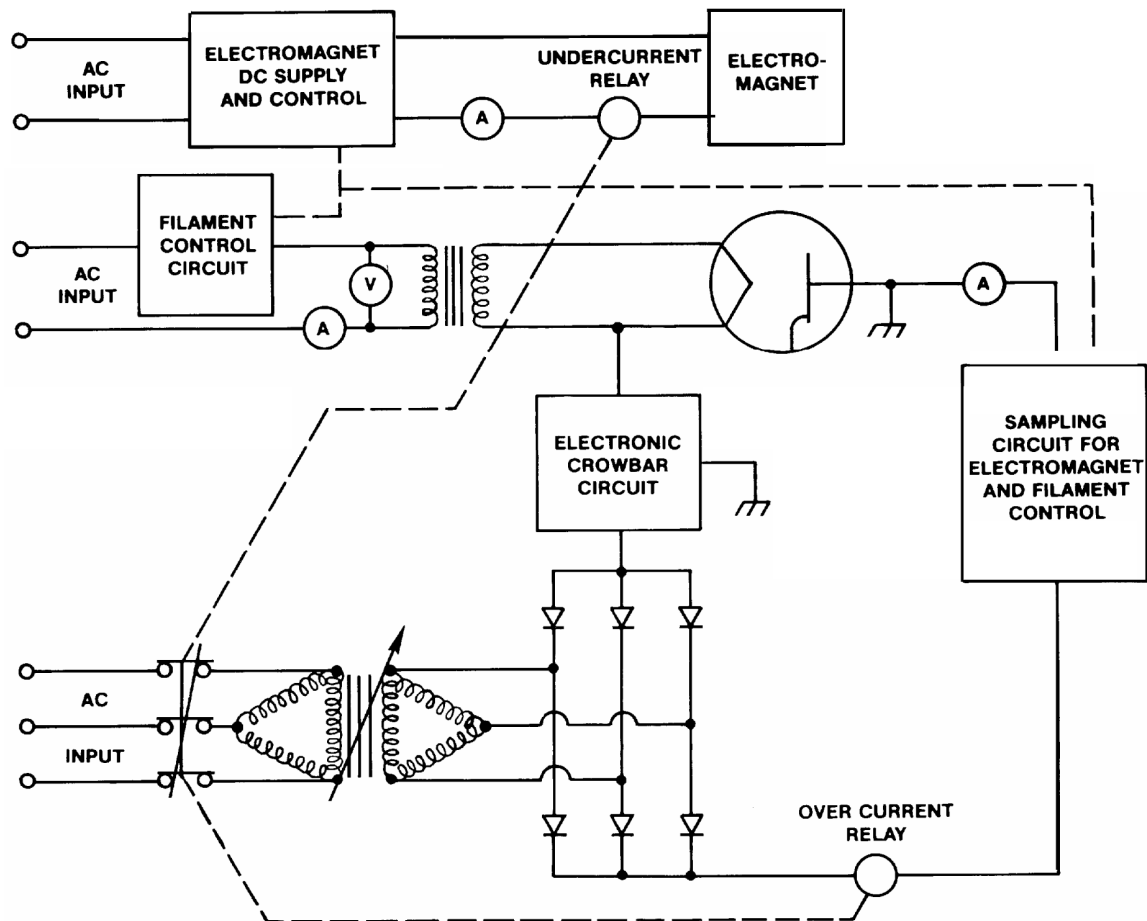 AC
INPUT
ELECTROMAGNET
DC SUPPLY
AND CONTROL
A
UNDERCURRENT
RELAY
ELECTRO-
MAGNET
AC
INPUT
FILAMENT
CONTROL
CIRCUIT
V
A
A
ELECTRONIC
CROWBAR
CIRCUIT
SAMPLING
CIRCUIT FOR
ELECTROMAGNET
AND FILAMENT
CONTROL
AC
INPUT
OVER CURRENT
RELAY